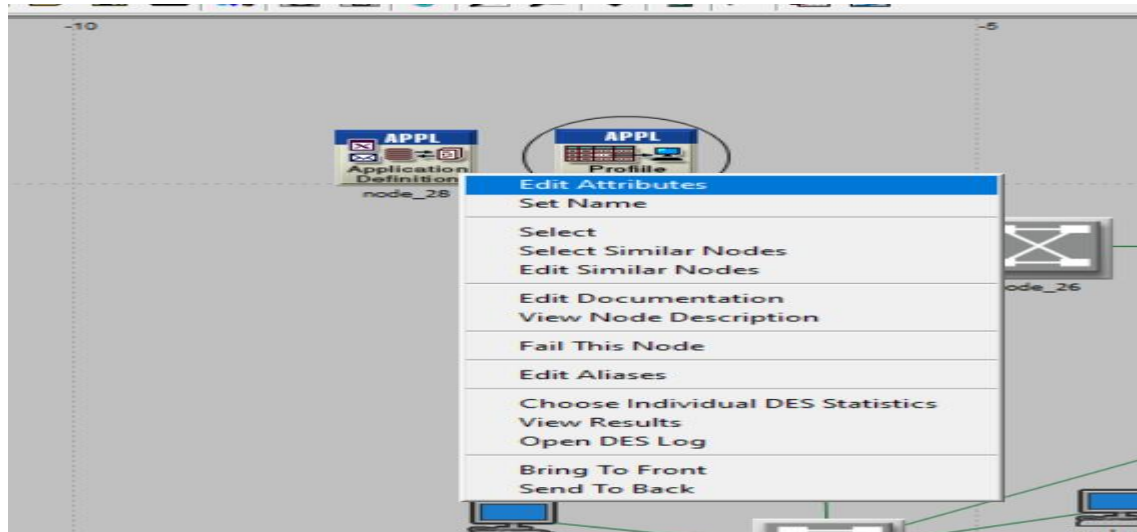 -10
-5
APPL
APPL
Application
Definition
Profile
node_28
Edit Attributes
Set Name
Select
Select Similar Nodes
Edit Similar Nodes
ode_26
Edit Documentation
View Node Description
Fail This Node
Edit Aliases
Choose Individual DES Statistics
View Results
Open DES Log
Bring To Front
Send To Back